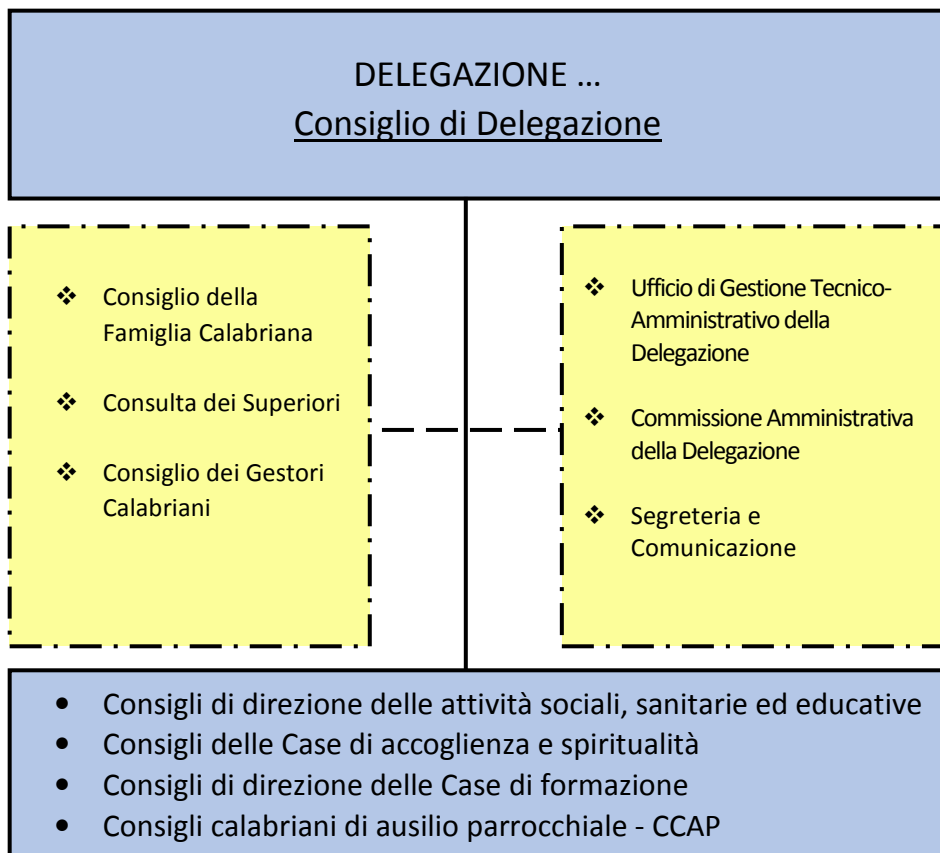 DELEGAZIONE ...
Consiglio di Delegazione
❖ Consiglio della
Famiglia Calabriana
❖ Consulta dei Superiori
❖ Consiglio dei Gestori
Calabriani
❖ Ufficio di Gestione Tecnico-
Amministrativo della
Delegazione
❖ Commissione Amministrativa
della Delegazione
❖ Segreteria e
Comunicazione
• Consigli di direzione delle attività sociali, sanitarie ed educative
• Consigli delle Case di accoglienza e spiritualità
• Consigli di direzione delle Case di formazione
• Consigli calabriani di ausilio parrocchiale - CCAP